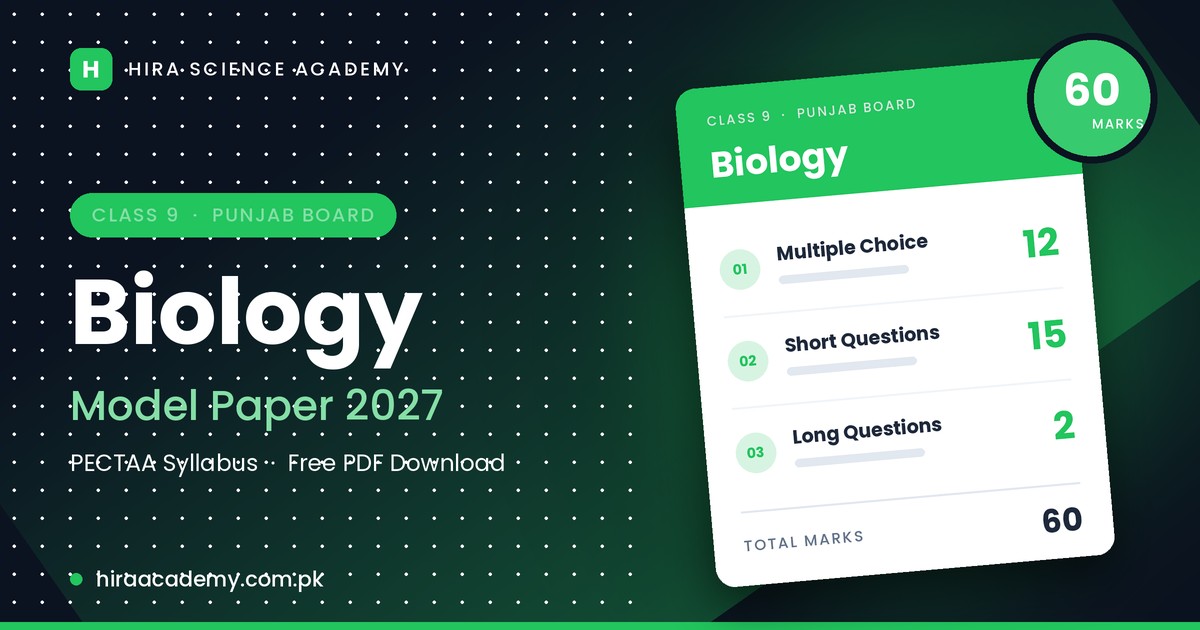 H
HIRA SCIENCE ACADEMY
CLASS 9 · PUNJAB BOARD
Biology
Model Paper 2027
PECTAA Syllabus · Free PDF Download
hiraacademy.com.pk
60
MARKS
CLASS 9 · PUNJAB BOARD
Biology
01 Multiple Choice 12
02 Short Questions 15
03 Long Questions 2
TOTAL MARKS 60